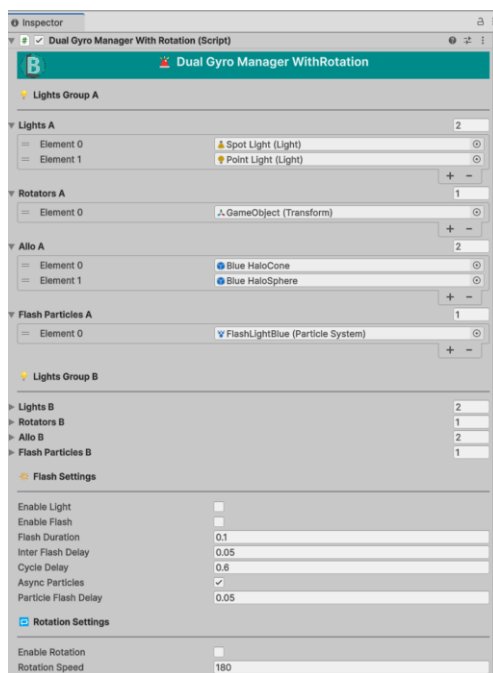 Inspector
Dual Gyro Manager With Rotation (Script)
B Dual Gyro Manager WithRotation
Lights Group A
Lights A 2
Element 0 Spot Light (Light)
Element 1 Point Light (Light)
Rotators A 1
Element 0 GameObject (Transform)
Allo A 2
Element 0 Blue HaloCone
Element 1 Blue HaloSphere
Flash Particles A 1
Element 0 FlashLightBlue (Particle System)
Lights Group B
Lights B 2
Rotators B 1
Allo B 2
Flash Particles B 1
Flash Settings
Enable Light
Enable Flash
Flash Duration 0.1
Inter Flash Delay 0.05
Cycle Delay 0.6
Async Particles
Particle Flash Delay 0.05
Rotation Settings
Enable Rotation
Rotation Speed 180